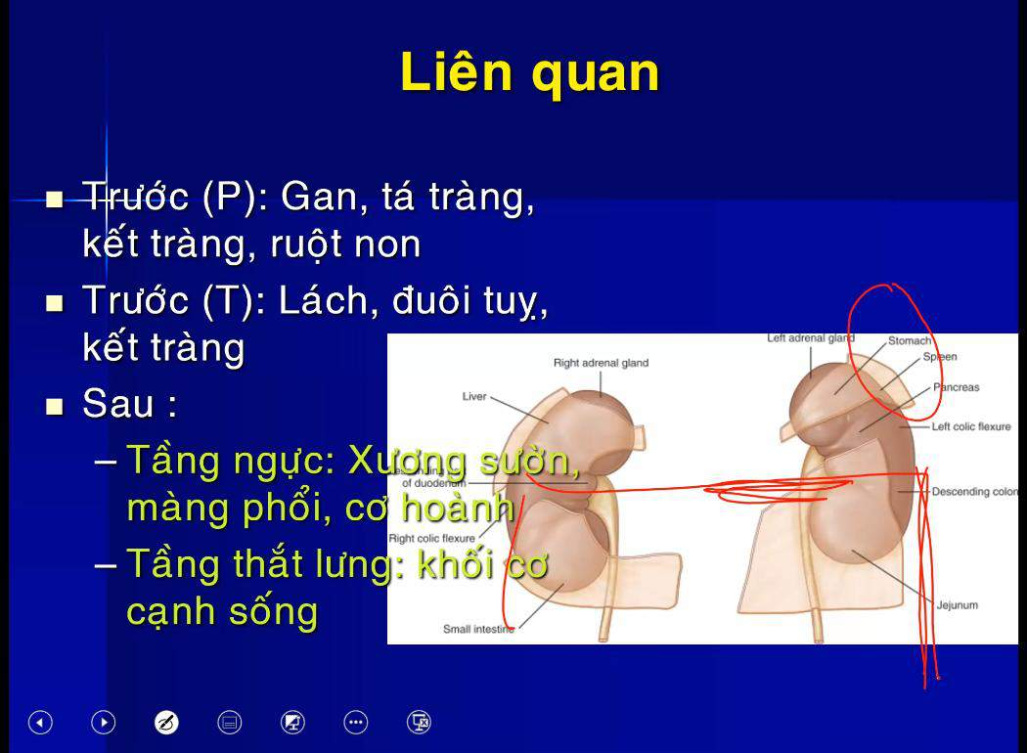 Liên quan
Trước (P): Gan, tá tràng,
kết tràng, ruột non
Trước (T): Lách, đuôi tuỵ,
kết tràng
Sau :
– Tầng ngực: Xương sườn,
màng phổi, cơ hoành
– Tầng thắt lưng: khối cơ
cạnh sống
Right adrenal gland
Liver
of duodenum
Right colic flexure
Small intestine
Left adrenal gland
Stomach
Spleen
Pancreas
Left colic flexure
Descending colon
Jejunum